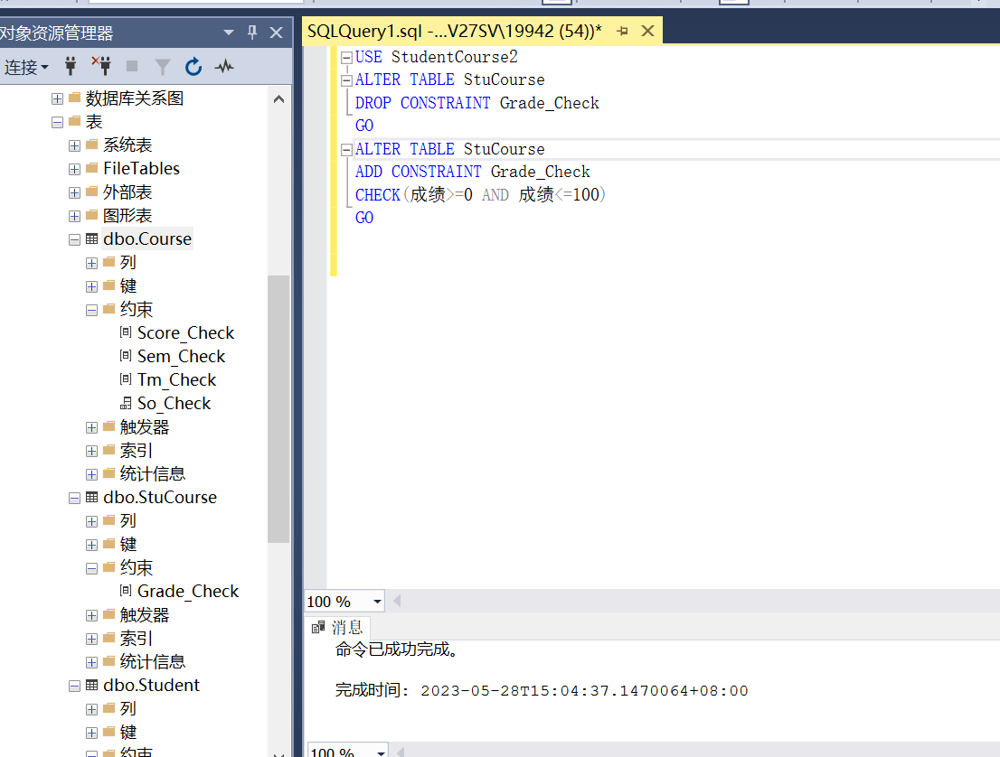 对象资源管理器
连接
数据库关系图
表
系统表
FileTables
外部表
图形表
dbo.Course
列
键
约束
Score_Check
Sem_Check
Tm_Check
So_Check
触发器
索引
统计信息
dbo.StuCourse
列
键
约束
Grade_Check
触发器
索引
统计信息
dbo.Student
列
键
约束
SQLQuery1.sql -...V27SV\19942 (54))*
USE StudentCourse2
ALTER TABLE StuCourse
DROP CONSTRAINT Grade_Check
GO
ALTER TABLE StuCourse
ADD CONSTRAINT Grade_Check
CHECK(成绩>=0 AND 成绩<=100)
GO
100 %
消息
命令已成功完成。
完成时间: 2023-05-28T15:04:37.1470064+08:00
100 %